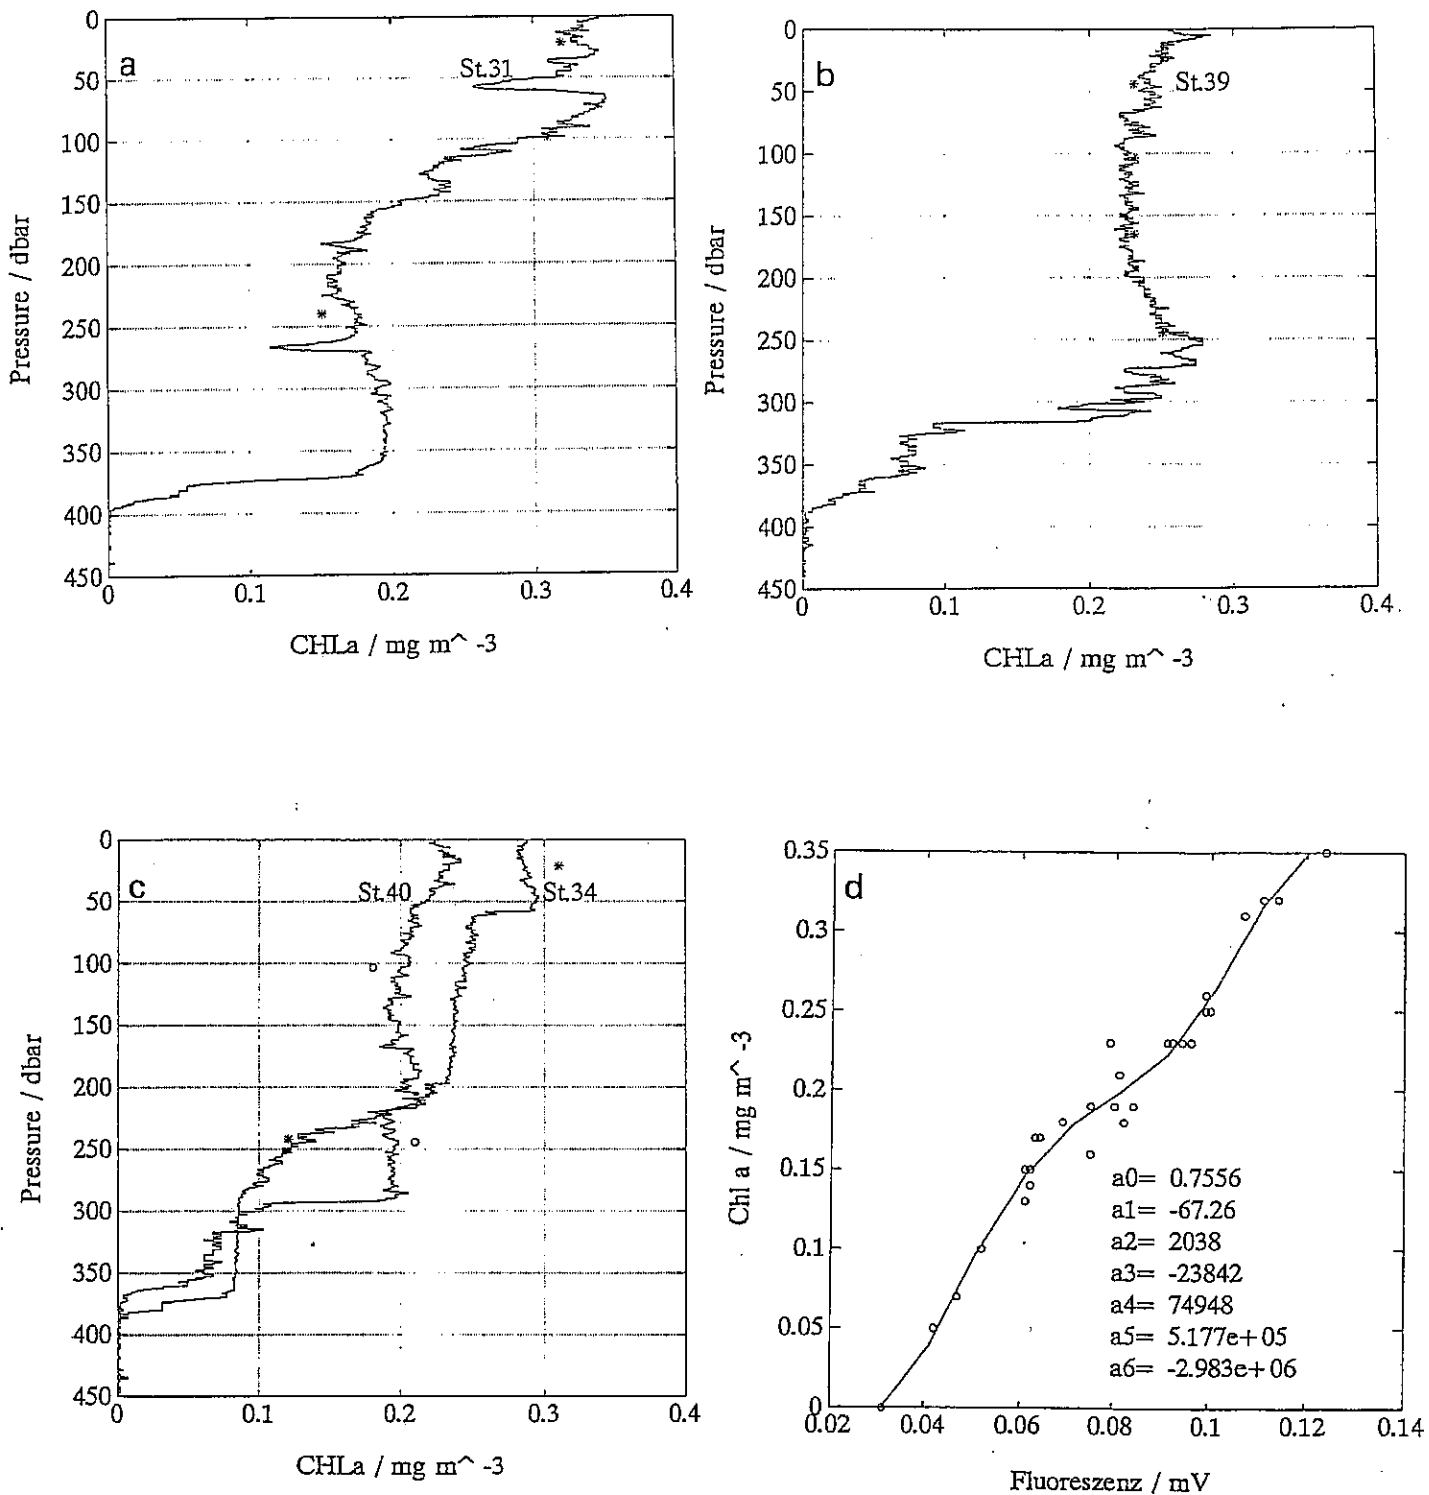 0
50
100
150
200
250
300
350
400
450
Pressure / dbar
a
St.31
0
0.1
0.2
0.3
0.4
CHLa / mg m^ -3
0
50
100
150
200
250
300
350
400
450
Pressure / dbar
b
St.39
0
0.1
0.2
0.3
0.4
CHLa / mg m^ -3
0
50
100
150
200
250
300
350
400
450
Pressure / dbar
c
St.40
St.34
0
0.1
0.2
0.3
0.4
CHLa / mg m^ -3
0.35
0.3
0.25
0.2
0.15
0.1
0.05
0
Chl a / mg m^ -3
d
a0= 0.7556
a1= -67.26
a2= 2038
a3= -23842
a4= 74948
a5= 5.177e+05
a6= -2.983e+06
0.02
0.04
0.06
0.08
0.1
0.12
0.14
Fluoreszenz / mV